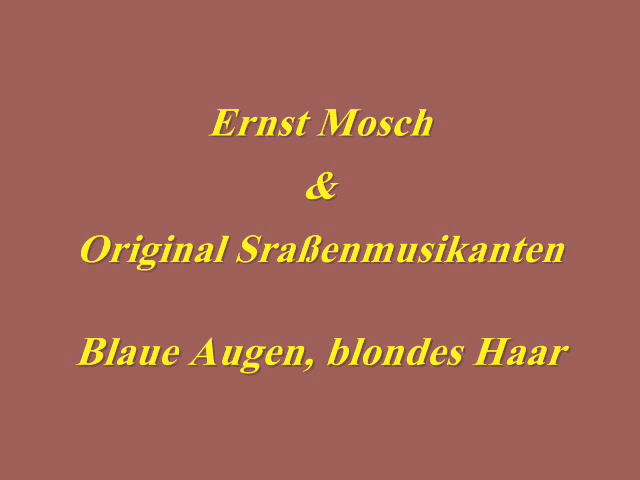 Ernst Mosch
&
Original Sraßenmusikanten
Blaue Augen, blondes Haar